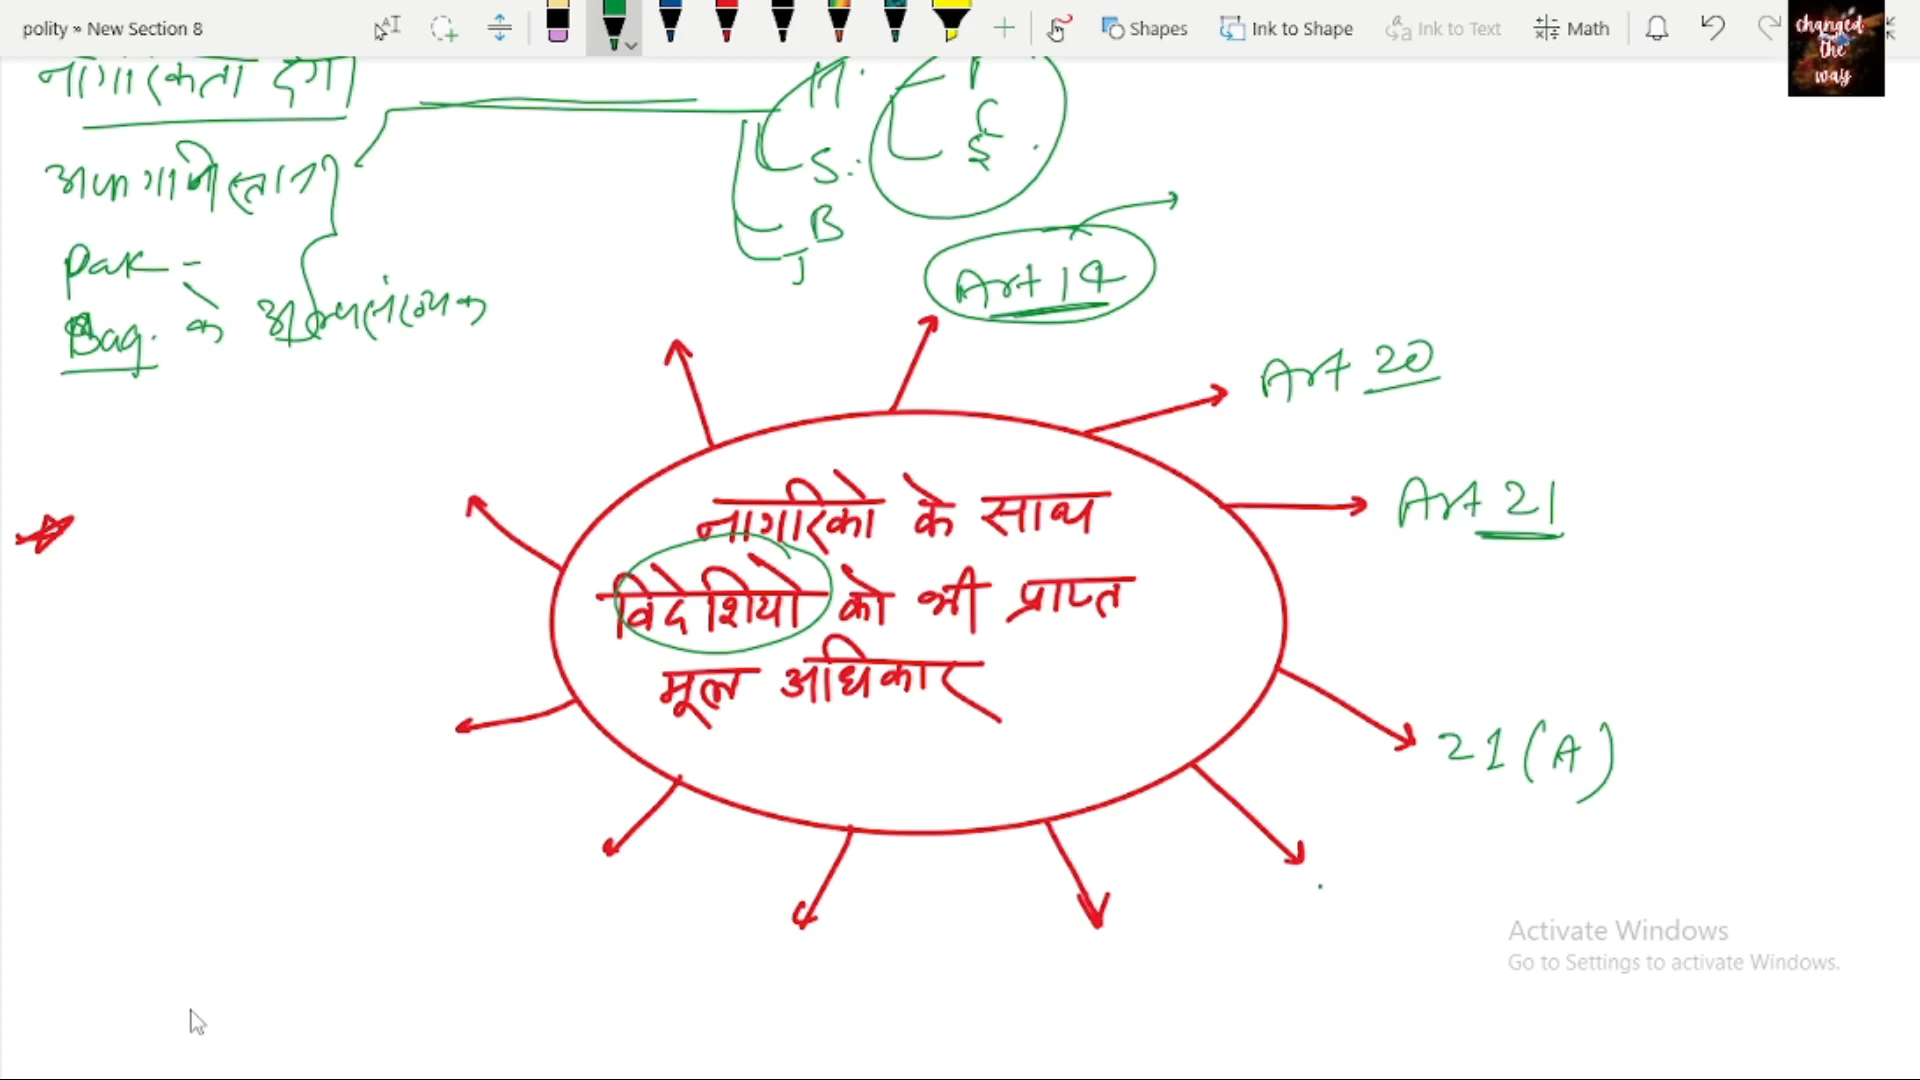 polity » New Section 8
Shapes
Ink to Shape
Ink to Text
Math
changed
the
way
नागरिकता देगा
अफगानिस्तान
Pak -
Bag. के अल्पसंख्यक
H.
S.
B
J
P
C
Art 14
Art 20
Art 21
21 (A)
नागरिको के साथ
विदेशियो को भी प्राप्त
मूल अधिकार
Activate Windows
Go to Settings to activate Windows.